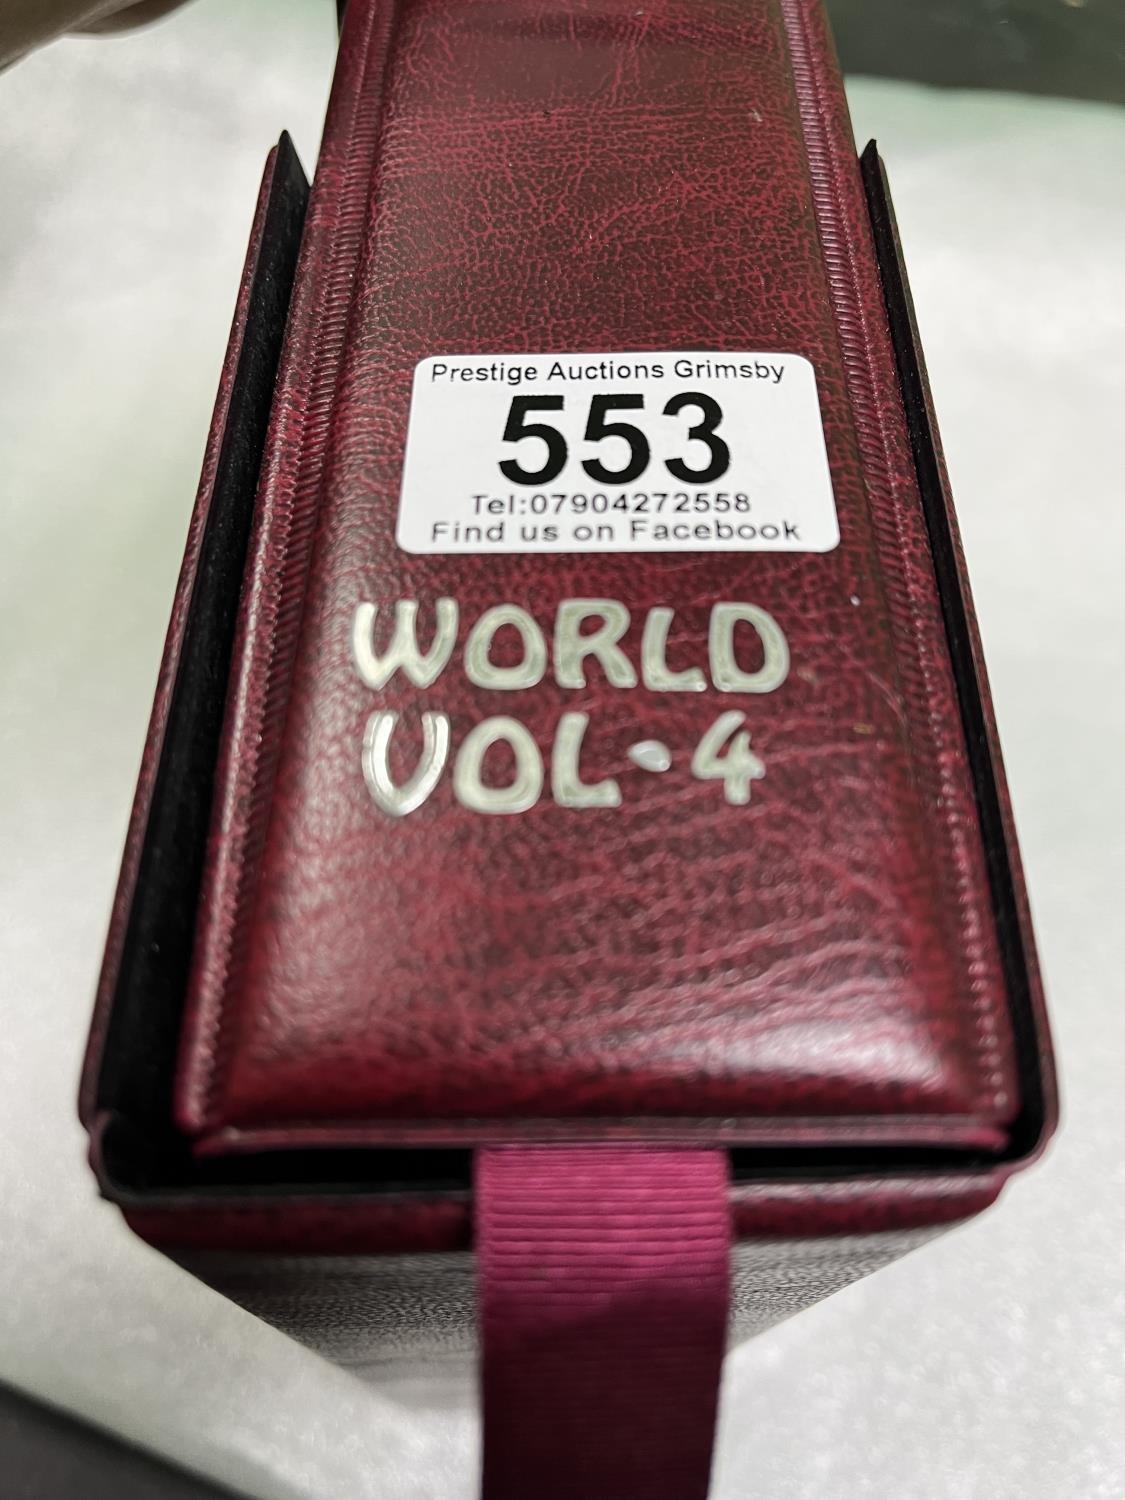 Prestige Auctions Grimsby
553
Tel:07904272558
Find us on Facebook
WORLD
VOL·4